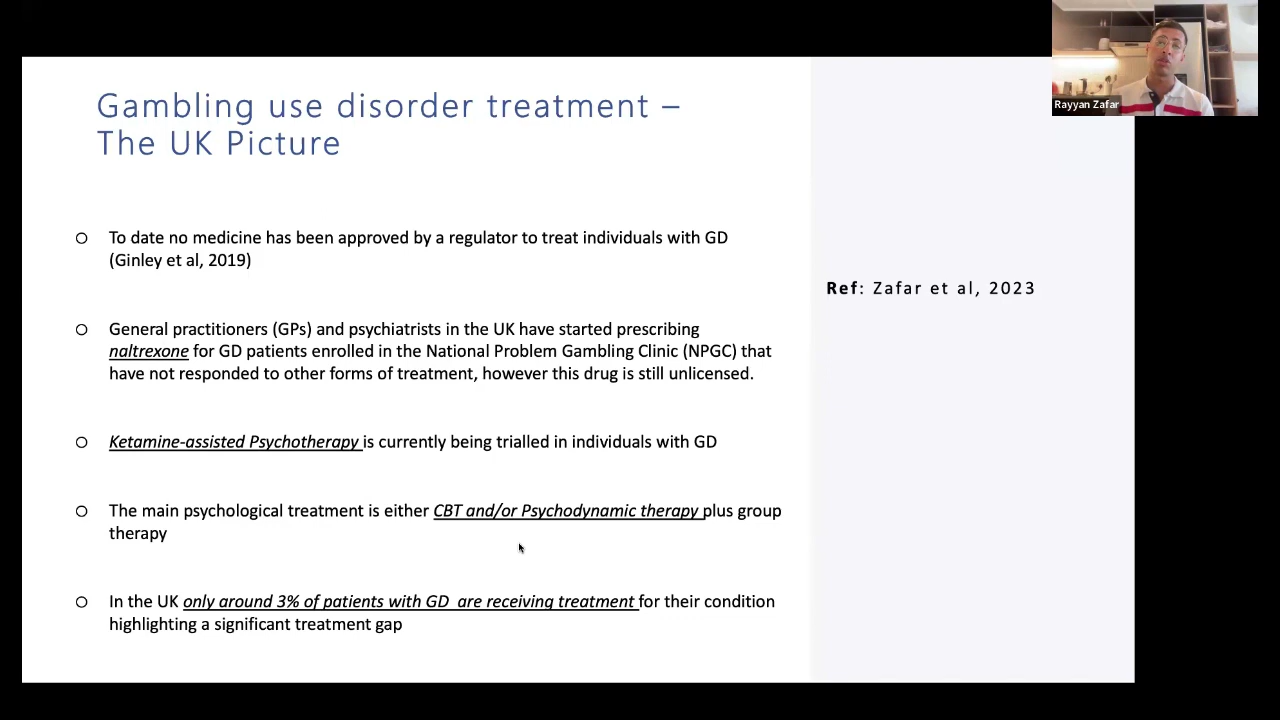 Gambling use disorder treatment –
The UK Picture
To date no medicine has been approved by a regulator to treat individuals with GD
(Ginley et al, 2019)
General practitioners (GPs) and psychiatrists in the UK have started prescribing
naltrexone for GD patients enrolled in the National Problem Gambling Clinic (NPGC) that
have not responded to other forms of treatment, however this drug is still unlicensed.
Ketamine-assisted Psychotherapy is currently being trialled in individuals with GD
The main psychological treatment is either CBT and/or Psychodynamic therapy plus group
therapy
In the UK only around 3% of patients with GD are receiving treatment for their condition
highlighting a significant treatment gap
Ref: Zafar et al, 2023
Rayyan Zafar